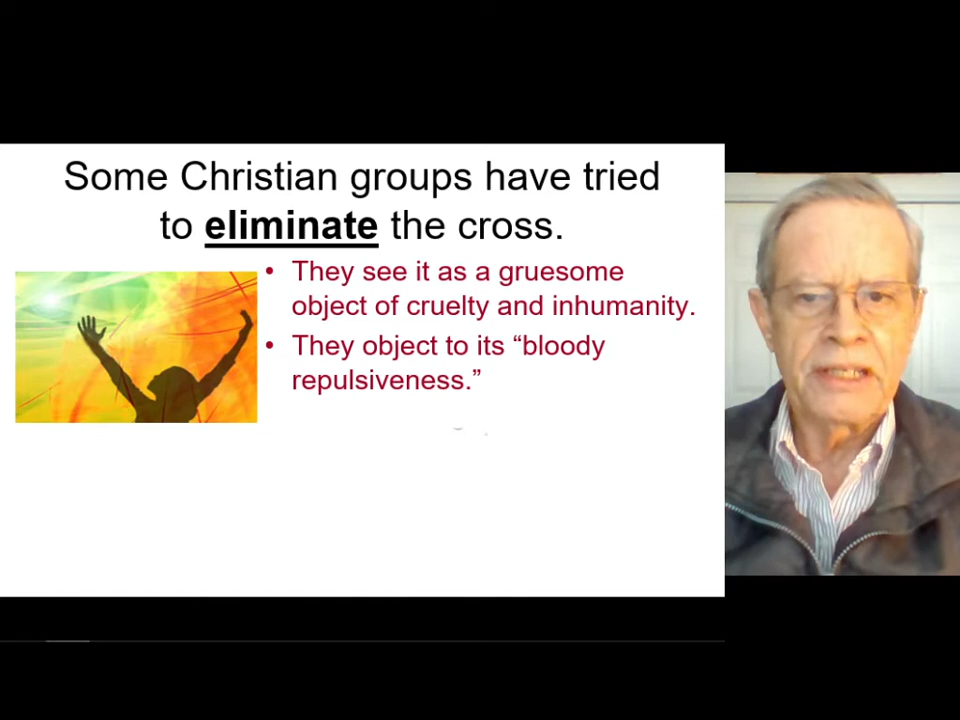 Some Christian groups have tried
to eliminate the cross.
• They see it as a gruesome
object of cruelty and inhumanity.
• They object to its “bloody
repulsiveness.”